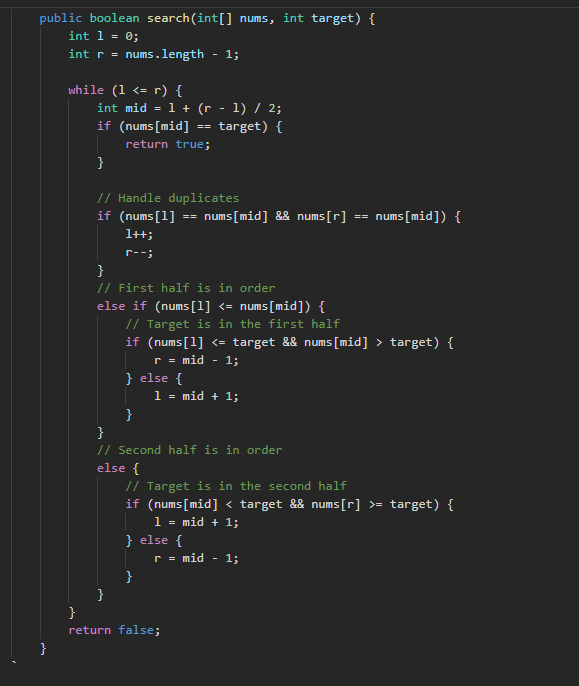 public boolean search(int[] nums, int target) {
    int l = 0;
    int r = nums.length - 1;

    while (l <= r) {
        int mid = l + (r - l) / 2;
        if (nums[mid] == target) {
            return true;
        }

        // Handle duplicates
        if (nums[l] == nums[mid] && nums[r] == nums[mid]) {
            l++;
            r--;
        }
        // First half is in order
        else if (nums[l] <= nums[mid]) {
            // Target is in the first half
            if (nums[l] <= target && nums[mid] > target) {
                r = mid - 1;
            } else {
                l = mid + 1;
            }
        }
        // Second half is in order
        else {
            // Target is in the second half
            if (nums[mid] < target && nums[r] >= target) {
                l = mid + 1;
            } else {
                r = mid - 1;
            }
        }
    }
    return false;
}